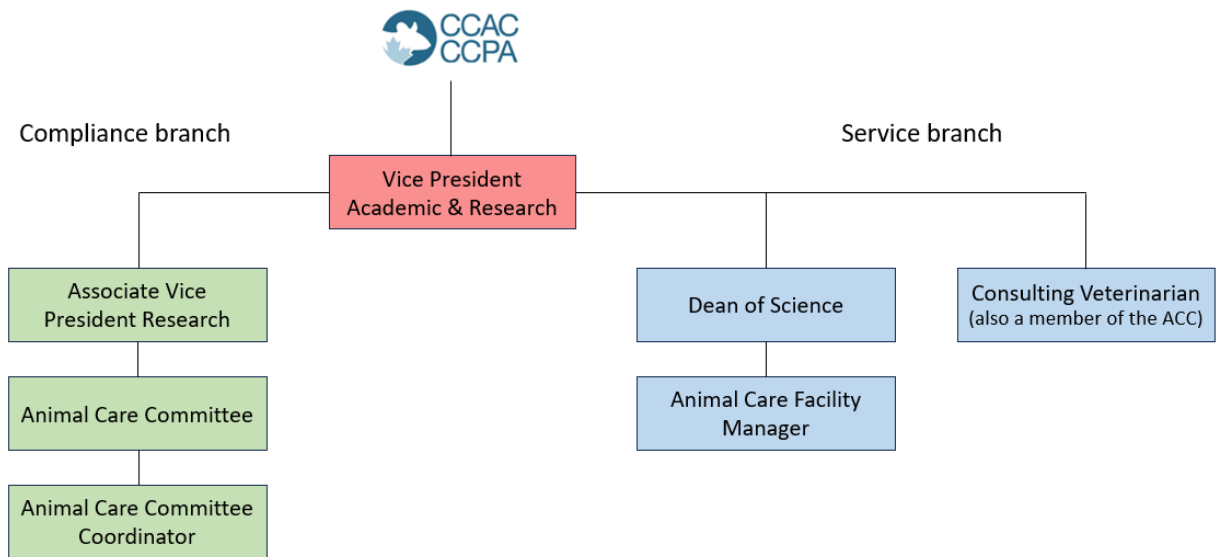 CCAC
CCPA
Compliance branch
Service branch
Vice President
Academic & Research
Associate Vice
President Research
Dean of Science
Consulting Veterinarian
(also a member of the ACC)
Animal Care Committee
Animal Care Facility
Manager
Animal Care Committee
Coordinator